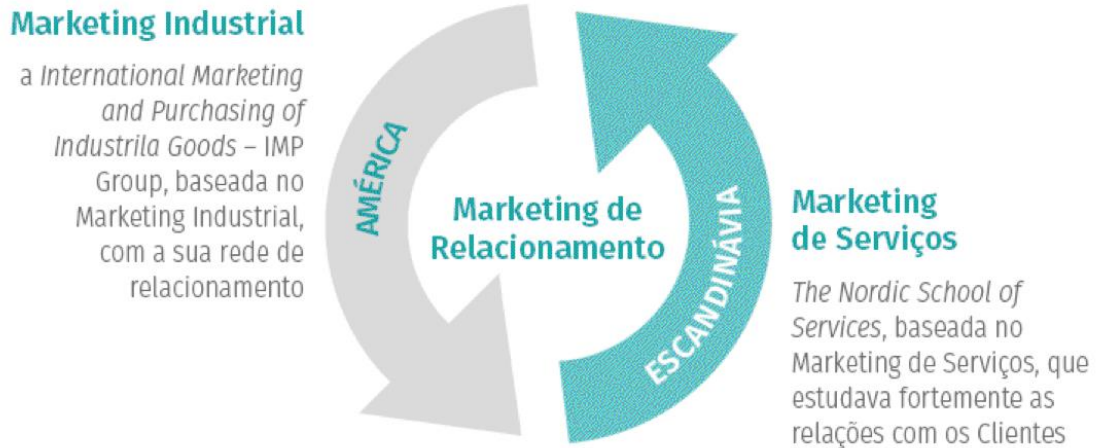 Marketing Industrial
a International Marketing
and Purchasing of
Industrila Goods – IMP
Group, baseada no
Marketing Industrial,
com a sua rede de
relacionamento
AMÉRICA
Marketing de
Relacionamento
ESCANDINÁVIA
Marketing
de Serviços
The Nordic School of
Services, baseada no
Marketing de Serviços, que
estudava fortemente as
relações com os Clientes